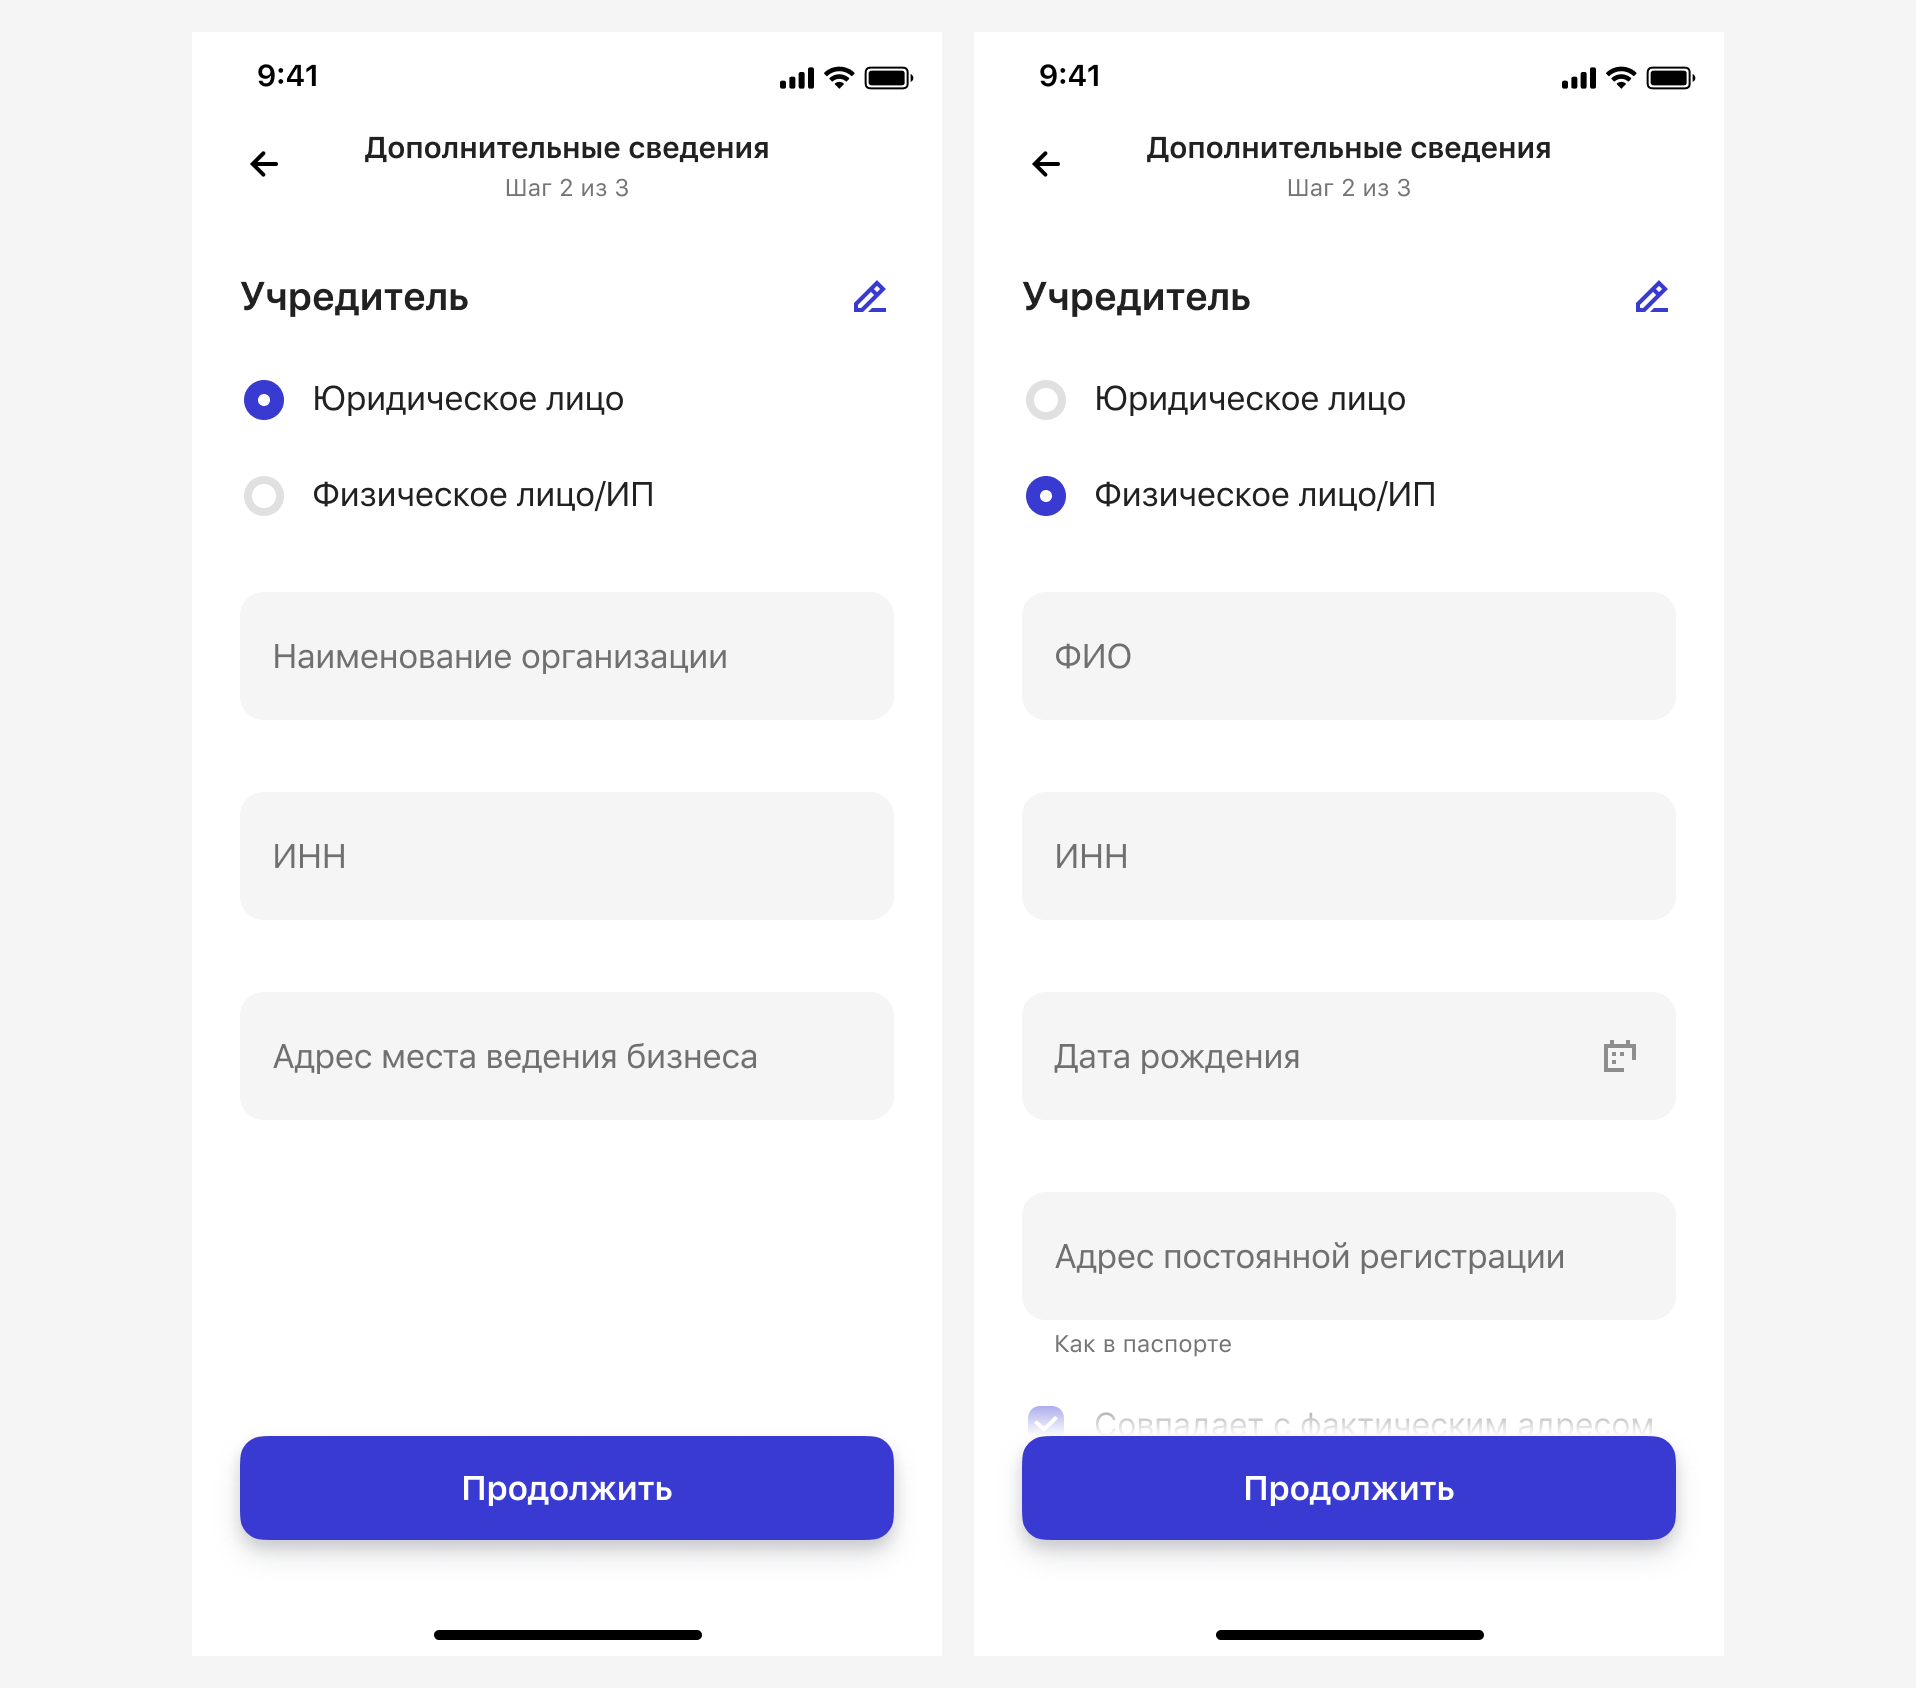 9:41
Дополнительные сведения
Шаг 2 из 3
Учредитель
Юридическое лицо
Физическое лицо/ИП
Наименование организации
ИНН
Адрес места ведения бизнеса
Продолжить
9:41
Дополнительные сведения
Шаг 2 из 3
Учредитель
Юридическое лицо
Физическое лицо/ИП
ФИО
ИНН
Дата рождения
Адрес постоянной регистрации
Как в паспорте
Совпадает с фактическим адресом
Продолжить